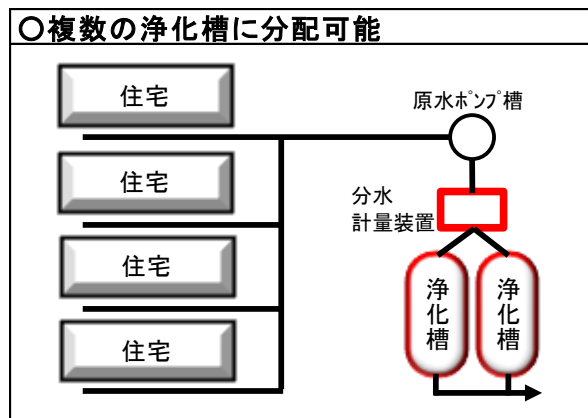 〇複数の浄化槽に分配可能
住宅
原水ﾎﾟﾝﾌﾟ槽
住宅
分水
計量装置
住宅
浄化槽
浄化槽
住宅